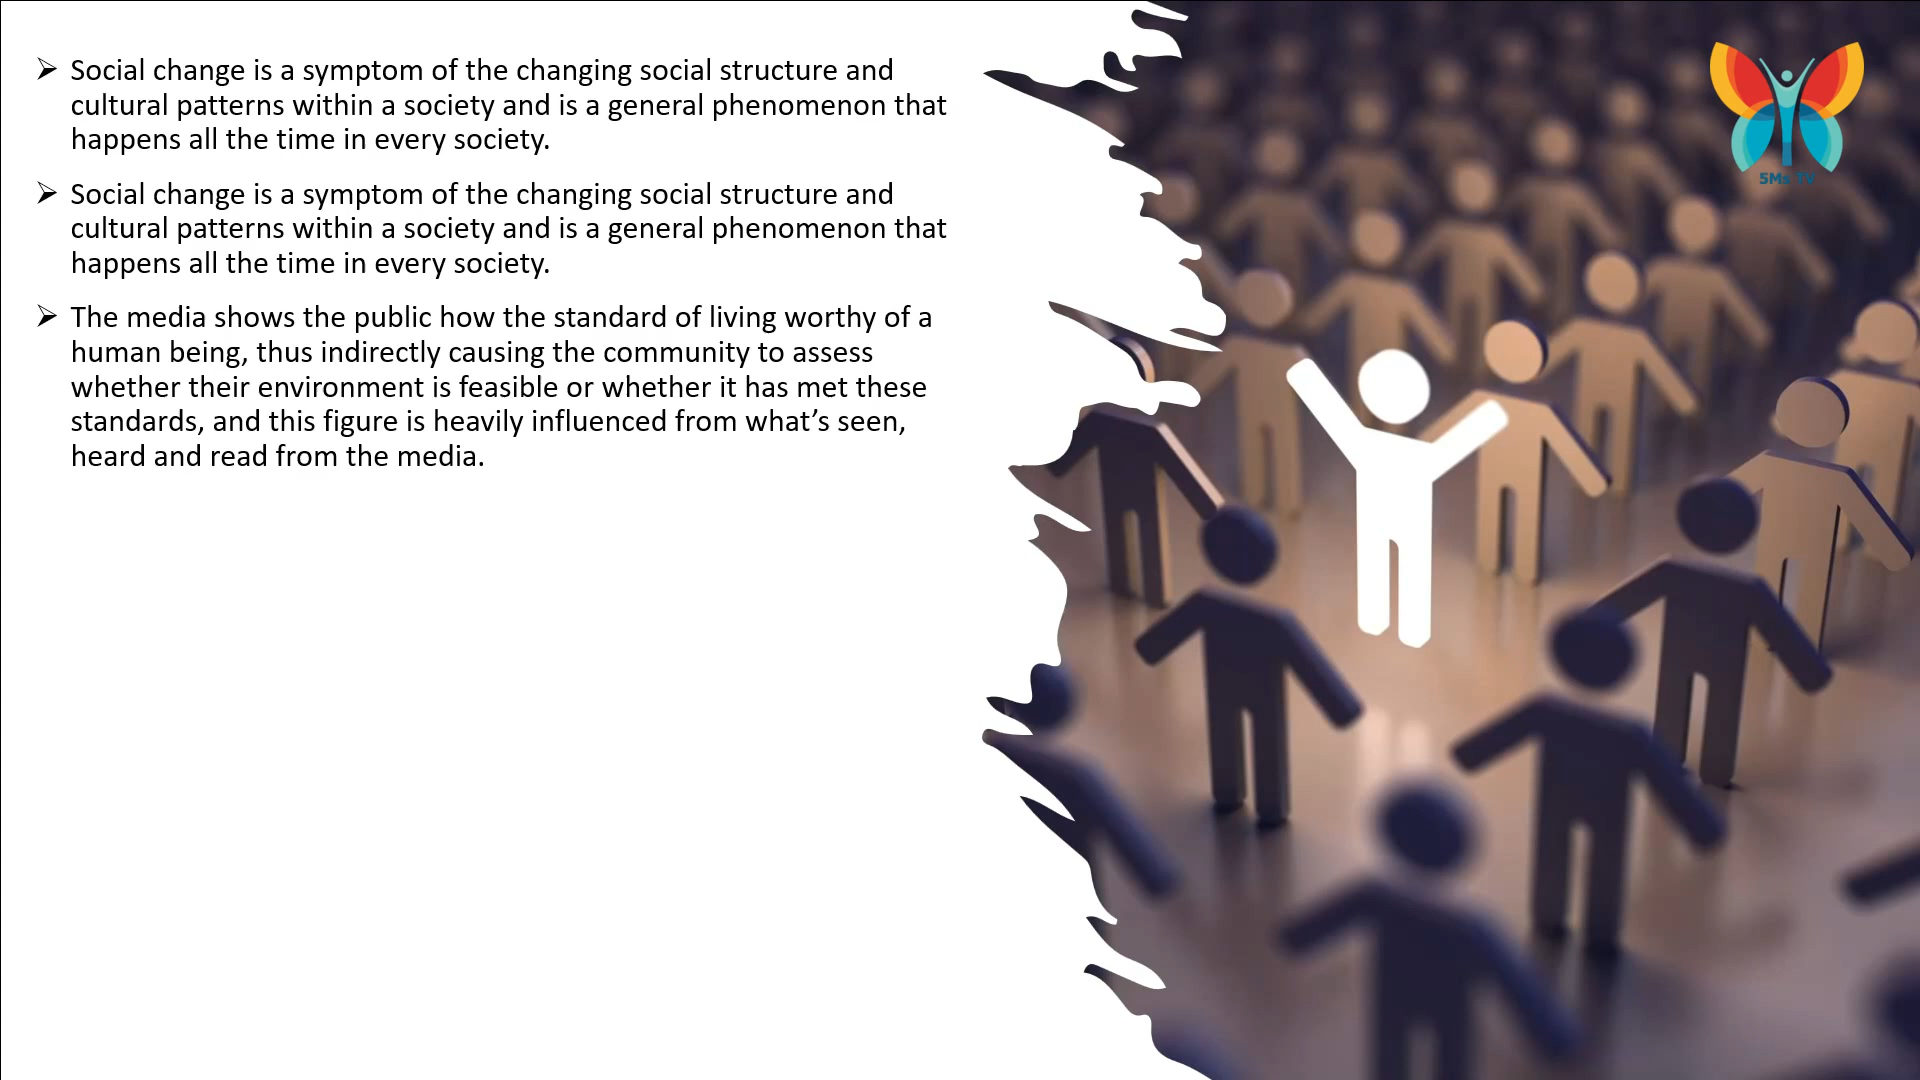 ➢ Social change is a symptom of the changing social structure and
cultural patterns within a society and is a general phenomenon that
happens all the time in every society.
➢ Social change is a symptom of the changing social structure and
cultural patterns within a society and is a general phenomenon that
happens all the time in every society.
➢ The media shows the public how the standard of living worthy of a
human being, thus indirectly causing the community to assess
whether their environment is feasible or whether it has met these
standards, and this figure is heavily influenced from what’s seen,
heard and read from the media.
5Ms TV